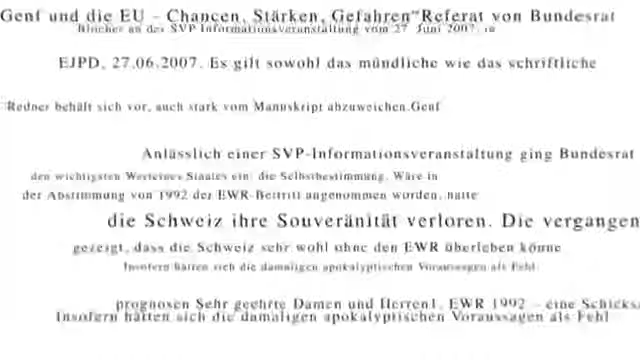 Genf und die EU - Chancen, Stärken, Gefahren" Referat von Bundesrat
Blocher an der SVP-Informationsveranstaltung vom 27. Juni 2007, in
EJPD, 27.06.2007. Es gilt sowohl das mündliche wie das schriftliche
Redner behält sich vor, auch stark vom Manuskript abzuweichen.Genf
Anlässlich einer SVP-Informationsveranstaltung ging Bundesrat
den wichtigsten Werten eines Staates ein: die Selbstbestimmung. Wäre in
der Abstimmung von 1992 der EWR-Beitritt angenommen worden, hätte
die Schweiz ihre Souveränität verloren. Die vergangen
gezeigt, dass die Schweiz sehr wohl ohne den EWR überleben könne
Insofern hätten sich die damaligen apokalyptischen Voraussagen als Fehl
prognosen Sehr geehrte Damen und Herren1. EWR 1992 – eine Schicks
Insofern hätten sich die damaligen apokalyptischen Voraussagen als Fehl